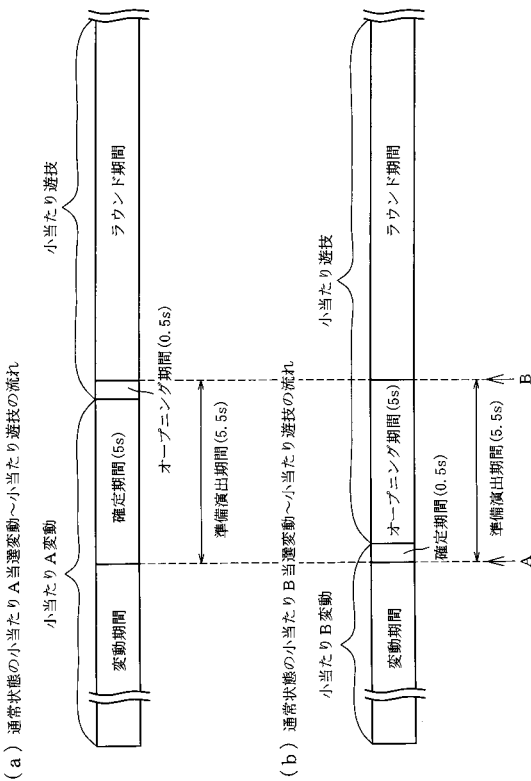 (a) 通常状態の小当たりA当選変動～小当たり遊技の流れ
小当たりA変動
小当たり遊技
変動期間
確定期間(5s)
ラウンド期間
オープニング期間(0.5s)
準備演出期間(5.5s)
(b) 通常状態の小当たりB当選変動～小当たり遊技の流れ
小当たりB変動
小当たり遊技
変動期間
オープニング期間(5s)
ラウンド期間
確定期間(0.5s)
準備演出期間(5.5s)
A
B